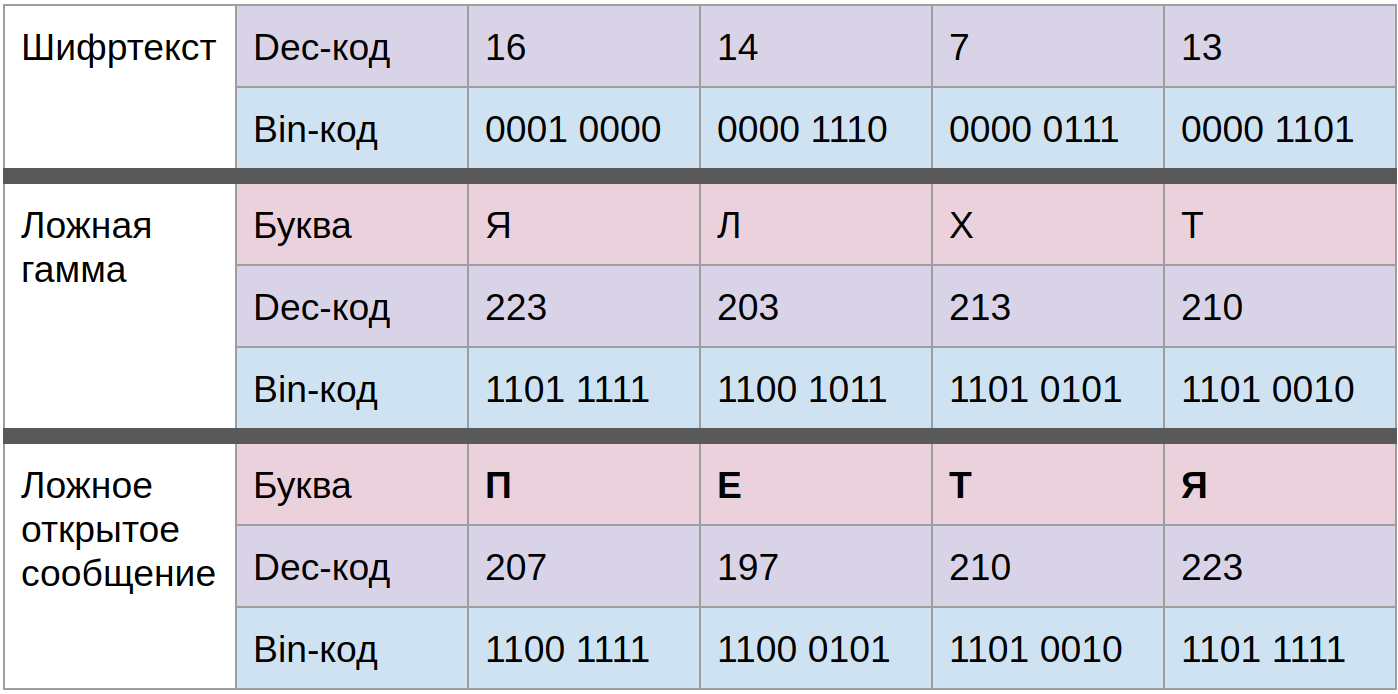 Шифртекст Dec-код 16 14 7 13
Bin-код 0001 0000 0000 1110 0000 0111 0000 1101
Ложная гамма Буква Я Л Х Т
Dec-код 223 203 213 210
Bin-код 1101 1111 1100 1011 1101 0101 1101 0010
Ложное открытое сообщение Буква П Е Т Я
Dec-код 207 197 210 223
Bin-код 1100 1111 1100 0101 1101 0010 1101 1111